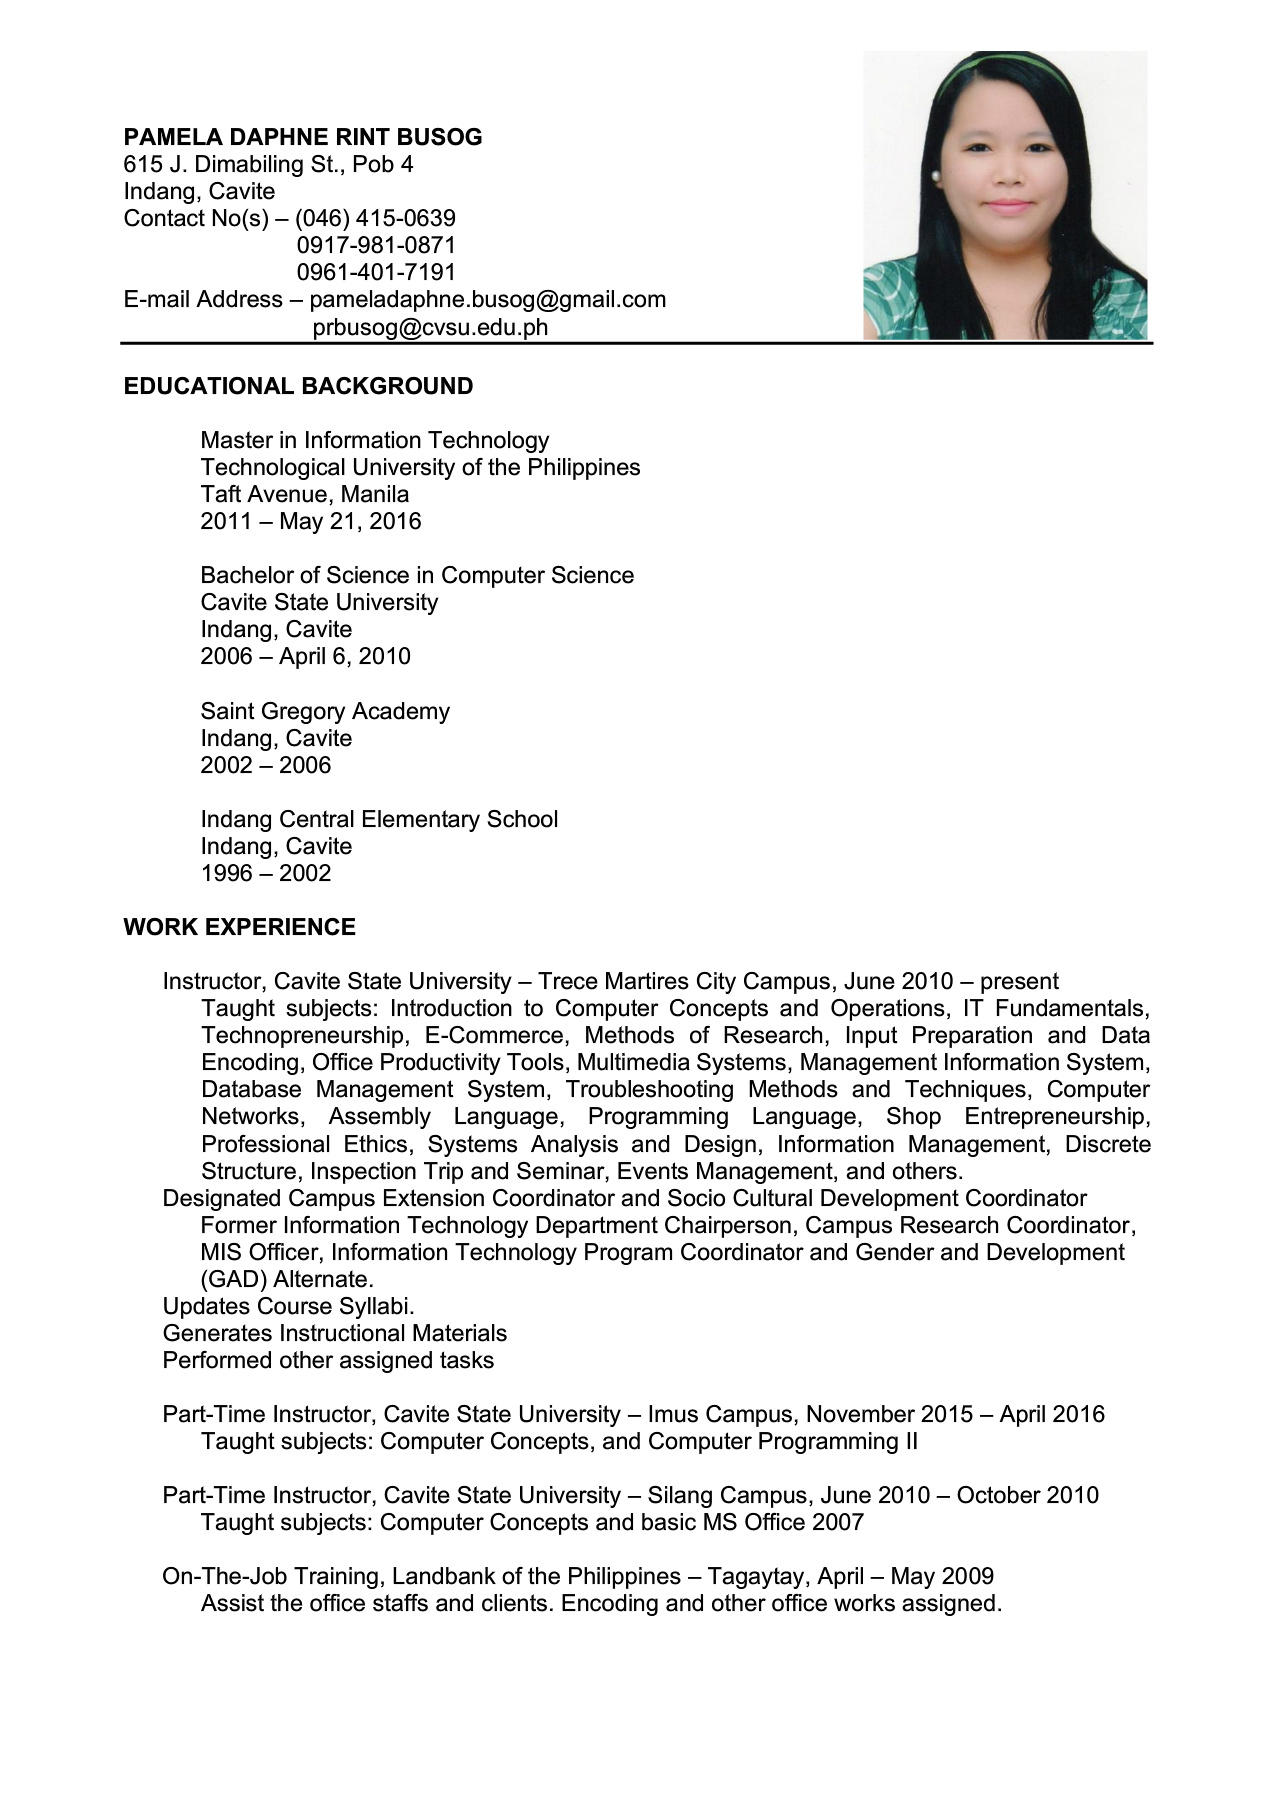 PAMELA DAPHNE RINT BUSOG
615 J. Dimabiling St., Pob 4
Indang, Cavite
Contact No(s) – (046) 415-0639
0917-981-0871
0961-401-7191
E-mail Address – pameladaphne.busog@gmail.com
prbusog@cvsu.edu.ph
EDUCATIONAL BACKGROUND
Master in Information Technology
Technological University of the Philippines
Taft Avenue, Manila
2011 – May 21, 2016
Bachelor of Science in Computer Science
Cavite State University
Indang, Cavite
2006 – April 6, 2010
Saint Gregory Academy
Indang, Cavite
2002 – 2006
Indang Central Elementary School
Indang, Cavite
1996 – 2002
WORK EXPERIENCE
Instructor, Cavite State University – Trece Martires City Campus, June 2010 – present
Taught subjects: Introduction to Computer Concepts and Operations, IT Fundamentals,
Technopreneurship, E-Commerce, Methods of Research, Input Preparation and Data
Encoding, Office Productivity Tools, Multimedia Systems, Management Information System,
Database Management System, Troubleshooting Methods and Techniques, Computer
Networks, Assembly Language, Programming Language, Shop Entrepreneurship,
Professional Ethics, Systems Analysis and Design, Information Management, Discrete
Structure, Inspection Trip and Seminar, Events Management, and others.
Designated Campus Extension Coordinator and Socio Cultural Development Coordinator
Former Information Technology Department Chairperson, Campus Research Coordinator,
MIS Officer, Information Technology Program Coordinator and Gender and Development
(GAD) Alternate.
Updates Course Syllabi.
Generates Instructional Materials
Performed other assigned tasks
Part-Time Instructor, Cavite State University – Imus Campus, November 2015 – April 2016
Taught subjects: Computer Concepts, and Computer Programming II
Part-Time Instructor, Cavite State University – Silang Campus, June 2010 – October 2010
Taught subjects: Computer Concepts and basic MS Office 2007
On-The-Job Training, Landbank of the Philippines – Tagaytay, April – May 2009
Assist the office staffs and clients. Encoding and other office works assigned.